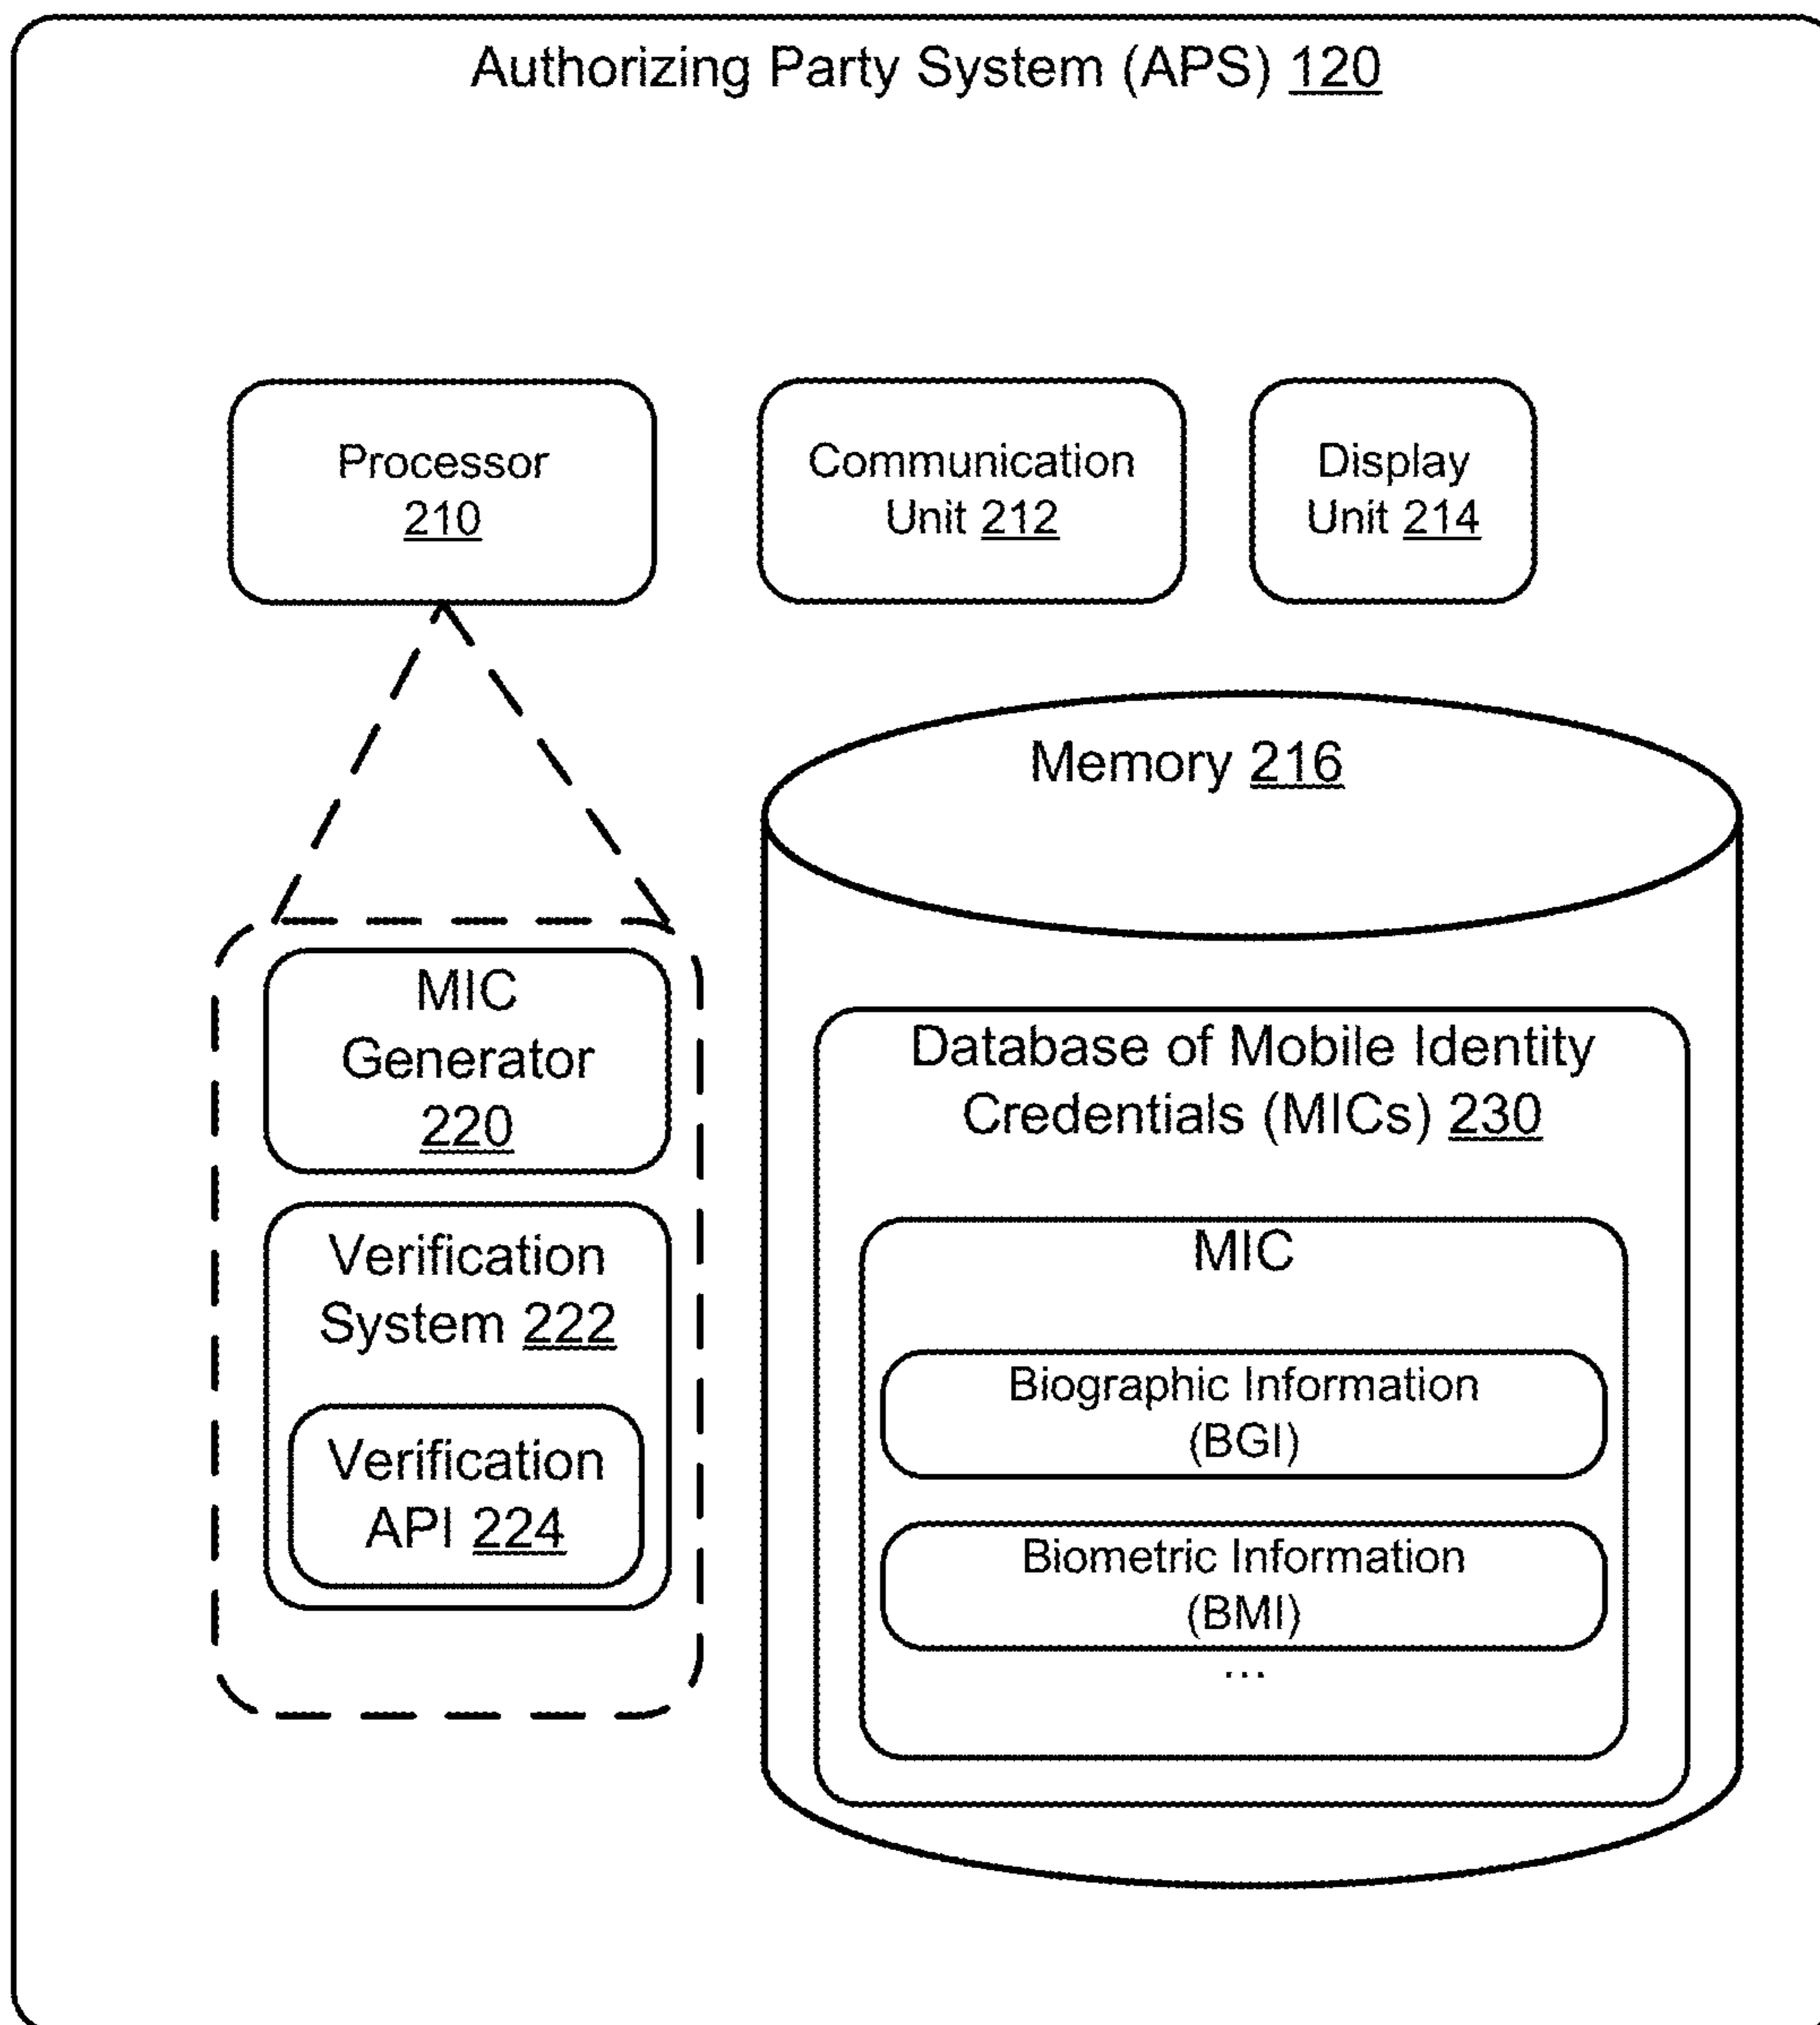 Authorizing Party System (APS) 120
Processor
210
Communication
Unit 212
Display
Unit 214
Memory 216
MIC
Generator
220
Verification
System 222
Verification
API 224
Database of Mobile Identity
Credentials (MICs) 230
MIC
Biographic Information
(BGI)
Biometric Information
(BMI)
...